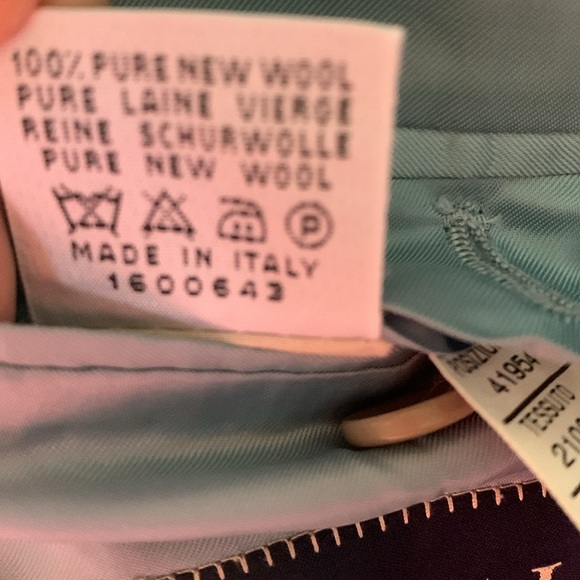 100% PURE NEW WOOL
PURE LAINE VIERGE
REINE SCHURWOLLE
PURE NEW WOOL
P
MADE IN ITALY
1600643
41954
TESSUTO